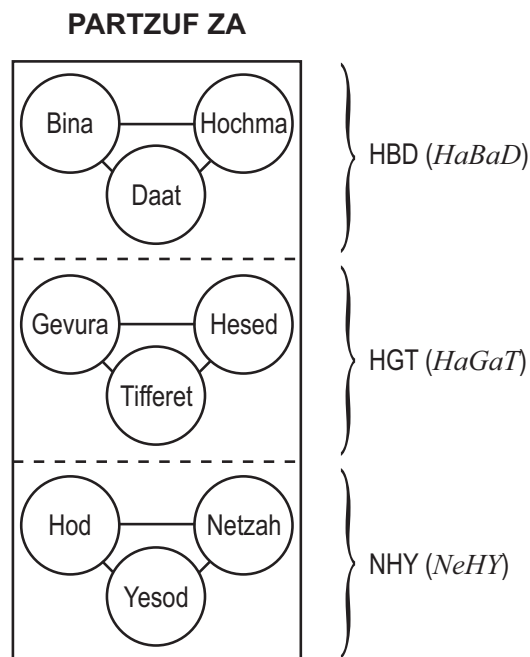 PARTZUF ZA
Bina
Hochma
Daat
HBD (HaBaD)
Gevura
Hesed
Tifferet
HGT (HaGaT)
Hod
Netzah
Yesod
NHY (NeHY)